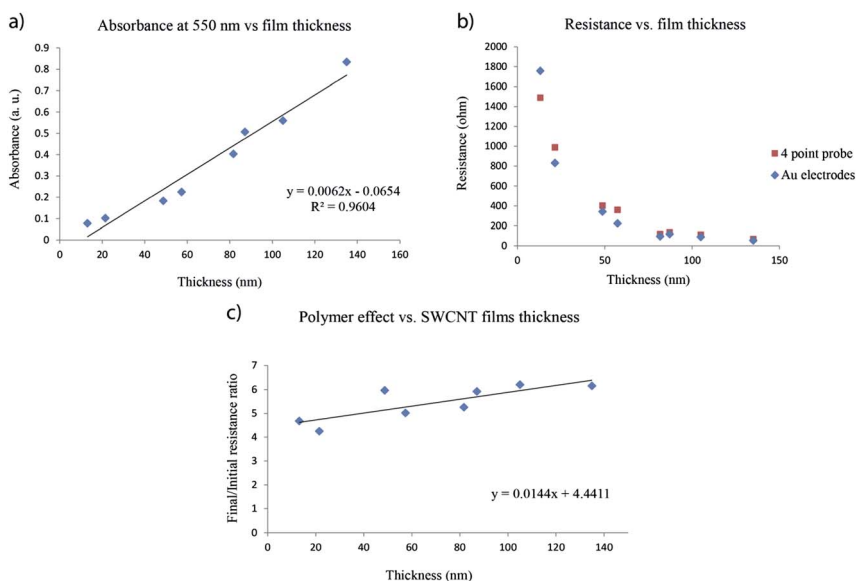 a)
Absorbance at 550 nm vs film thickness
0.9
0.8
0.7
0.6
0.5
0.4
0.3
0.2
0.1
0
Absorbance (a. u.)
y = 0.0062x - 0.0654
R² = 0.9604
0 20 40 60 80 100 120 140 160
Thickness (nm)
b)
Resistance vs. film thickness
2000
1800
1600
1400
1200
1000
800
600
400
200
0
Resistance (ohm)
4 point probe
Au electrodes
0 50 100 150
Thickness (nm)
c)
Polymer effect vs. SWCNT films thickness
7
6
5
4
3
2
1
0
Final/Initial resistance ratio
y = 0.0144x + 4.4411
0 20 40 60 80 100 120 140
Thickness (nm)